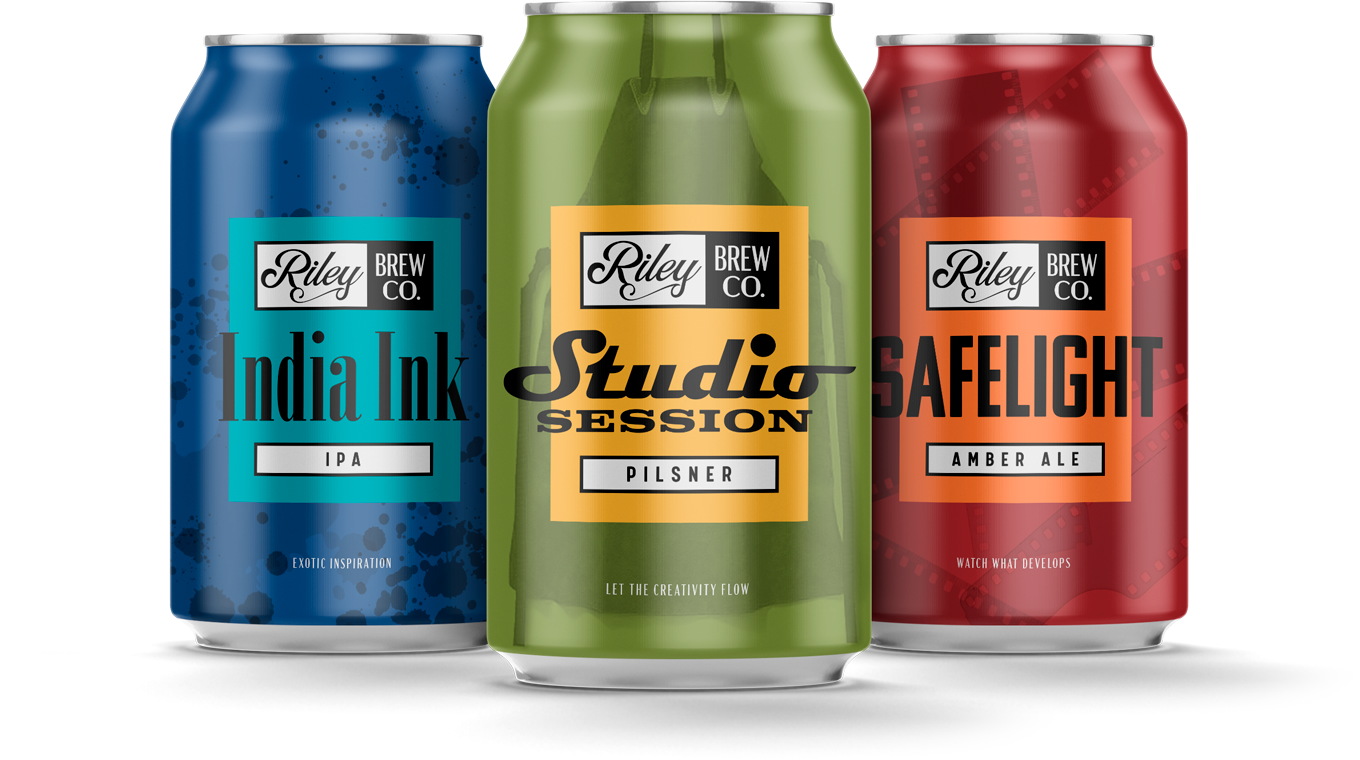 Riley BREW CO.
India Ink
IPA
EXOTIC INSPIRATION
Riley BREW CO.
Studio
SESSION
PILSNER
LET THE CREATIVITY FLOW
Riley BREW CO.
SAFELIGHT
AMBER ALE
WATCH WHAT DEVELOPS